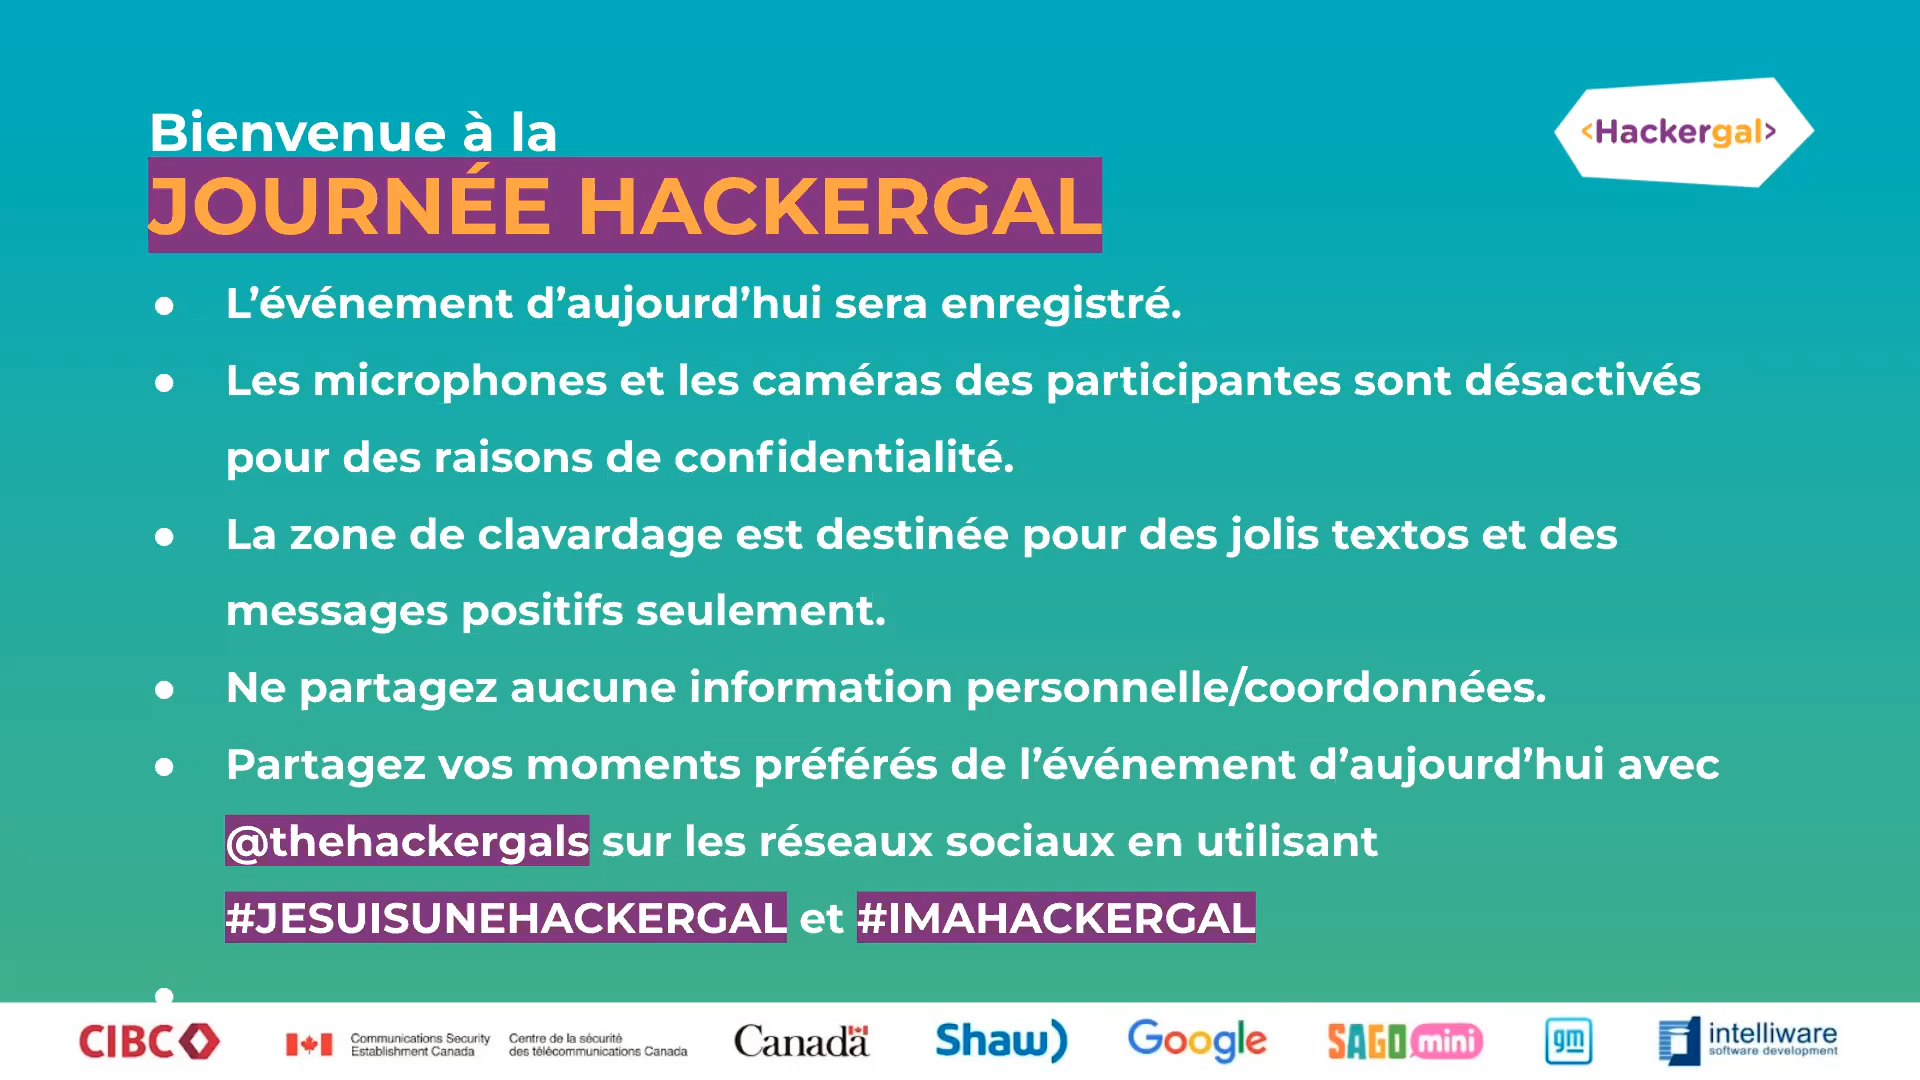 Bienvenue à la
<Hackergal>
JOURNÉE HACKERGAL
● L’événement d’aujourd’hui sera enregistré.
● Les microphones et les caméras des participantes sont désactivés
pour des raisons de confidentialité.
● La zone de clavardage est destinée pour des jolis textos et des
messages positifs seulement.
● Ne partagez aucune information personnelle/coordonnées.
● Partagez vos moments préférés de l’événement d’aujourd’hui avec
@thehackergals sur les réseaux sociaux en utilisant
#JESUISUNEHACKERGAL et #IMAHACKERGAL
●
CIBC
Communications Security
Establishment Canada
Centre de la sécurité
des télécommunications Canada
Canada
Shaw)
Google
SAGO mini
gm
intelliware
software development